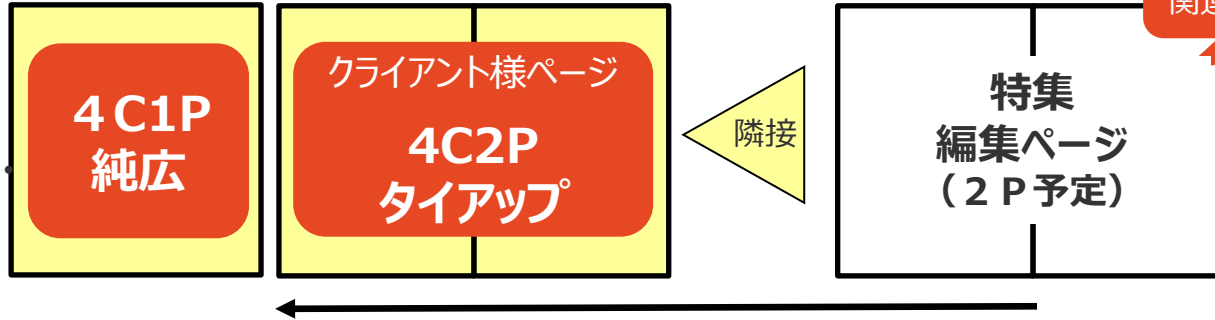 ４C1P
純広
クライアント様ページ
4C2P
タイアップ
隣接
特集
編集ページ
（２Ｐ予定）